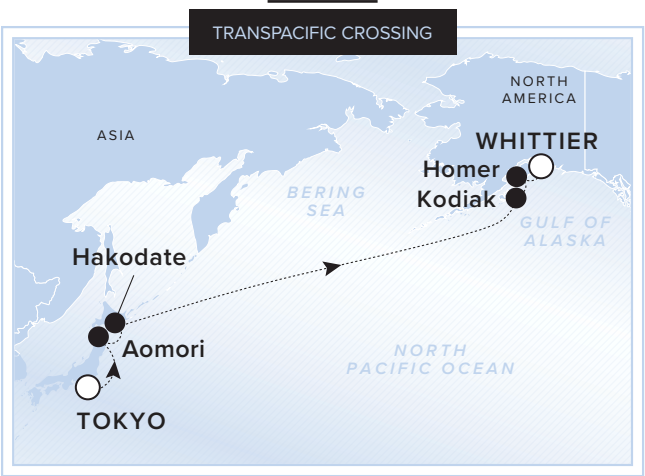 TRANSPACIFIC CROSSING
NORTH
AMERICA
ASIA
WHITTIER
Homer
Kodiak
BERING
SEA
GULF OF
ALASKA
Hakodate
Aomori
NORTH
PACIFIC OCEAN
TOKYO